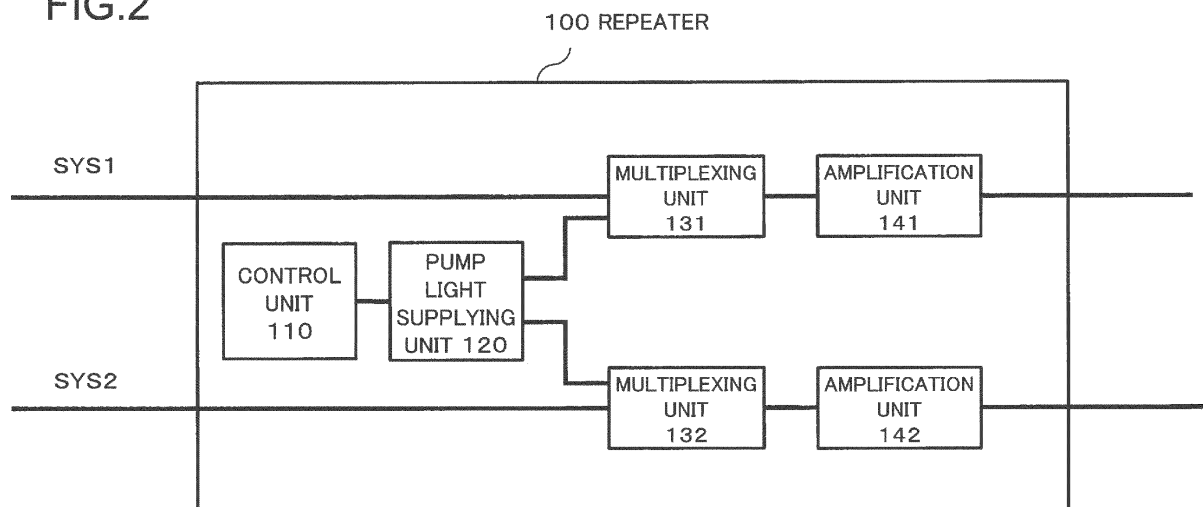 FIG.2
100 REPEATER
SYS1
MULTIPLEXING
UNIT
131
AMPLIFICATION
UNIT
141
CONTROL
UNIT
110
PUMP
LIGHT
SUPPLYING
UNIT 120
SYS2
MULTIPLEXING
UNIT
132
AMPLIFICATION
UNIT
142